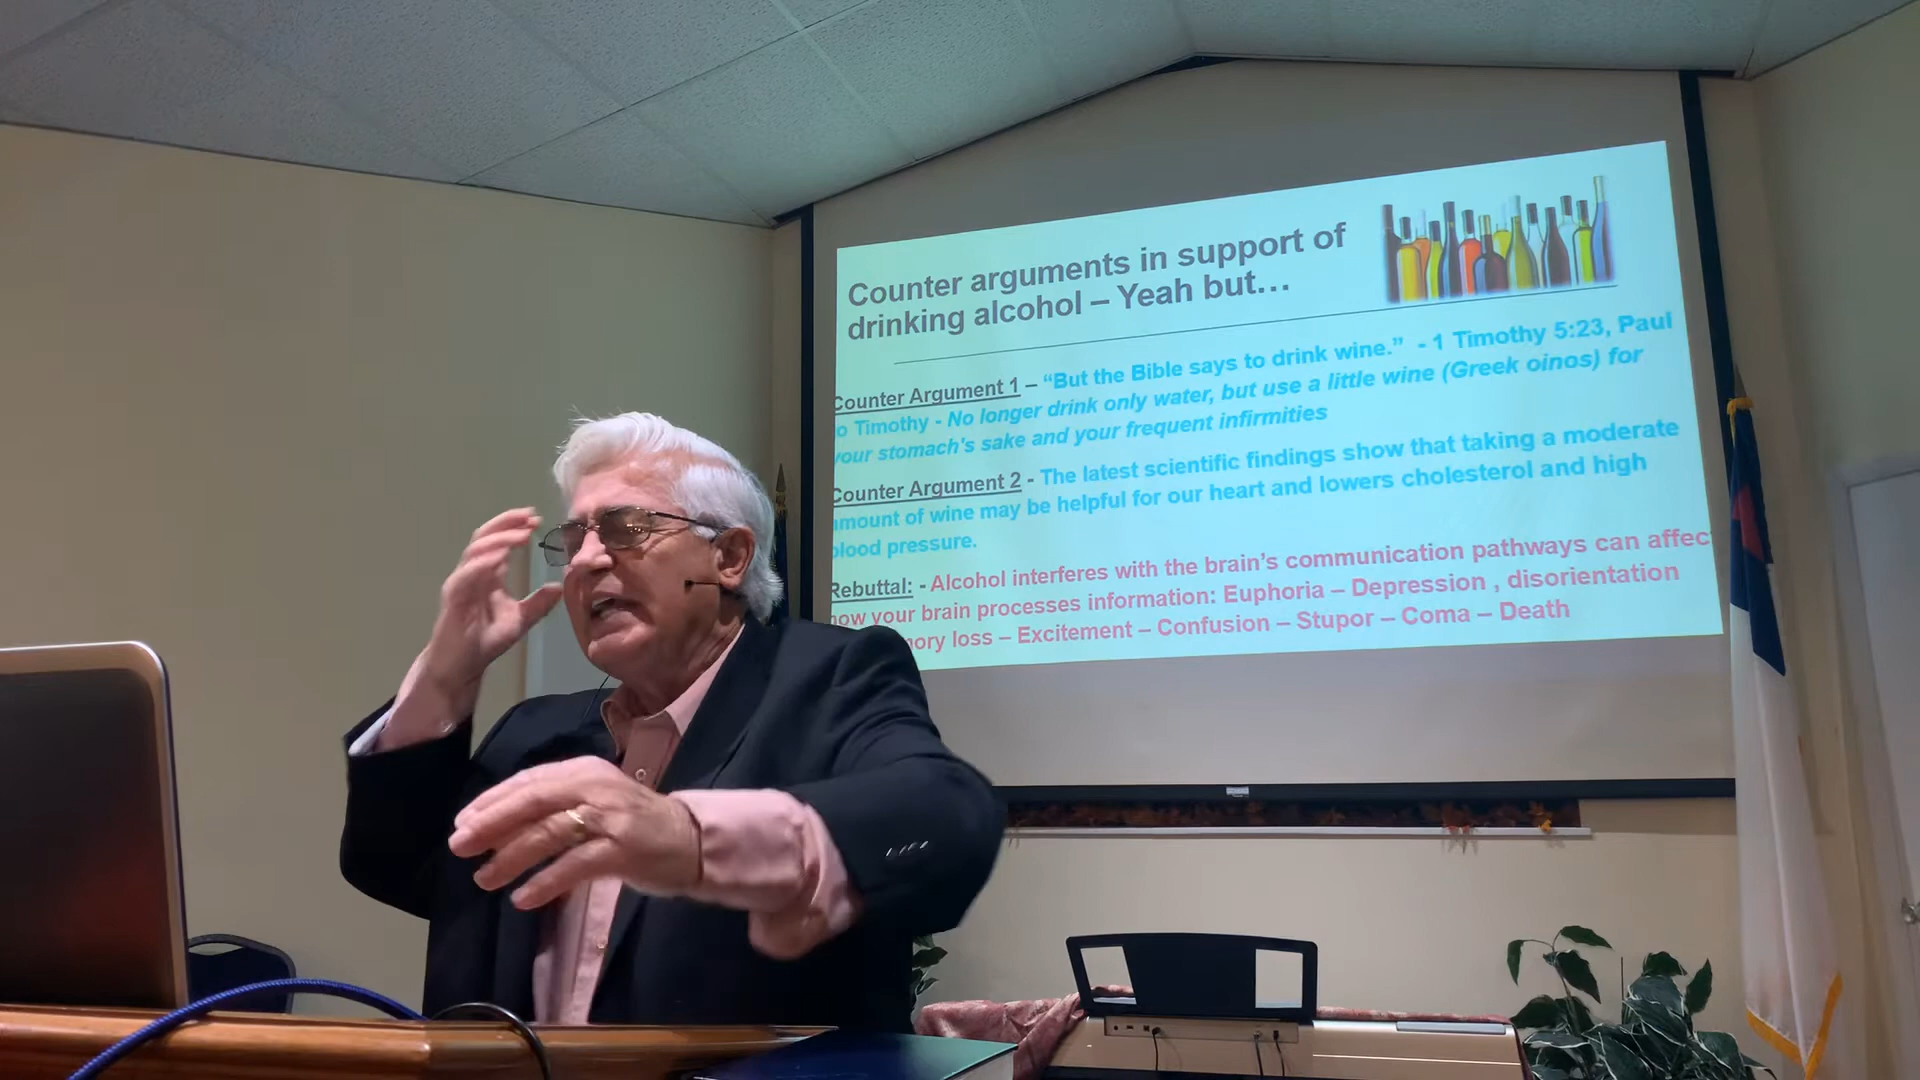 Counter arguments in support of
drinking alcohol – Yeah but…
Counter Argument 1 – “But the Bible says to drink wine.” - 1 Timothy 5:23, Paul
o Timothy - No longer drink only water, but use a little wine (Greek oinos) for
your stomach's sake and your frequent infirmities
Counter Argument 2 - The latest scientific findings show that taking a moderate
amount of wine may be helpful for our heart and lowers cholesterol and high
blood pressure.
Rebuttal: - Alcohol interferes with the brain’s communication pathways can affec
how your brain processes information: Euphoria – Depression , disorientation
ory loss – Excitement – Confusion – Stupor – Coma – Death